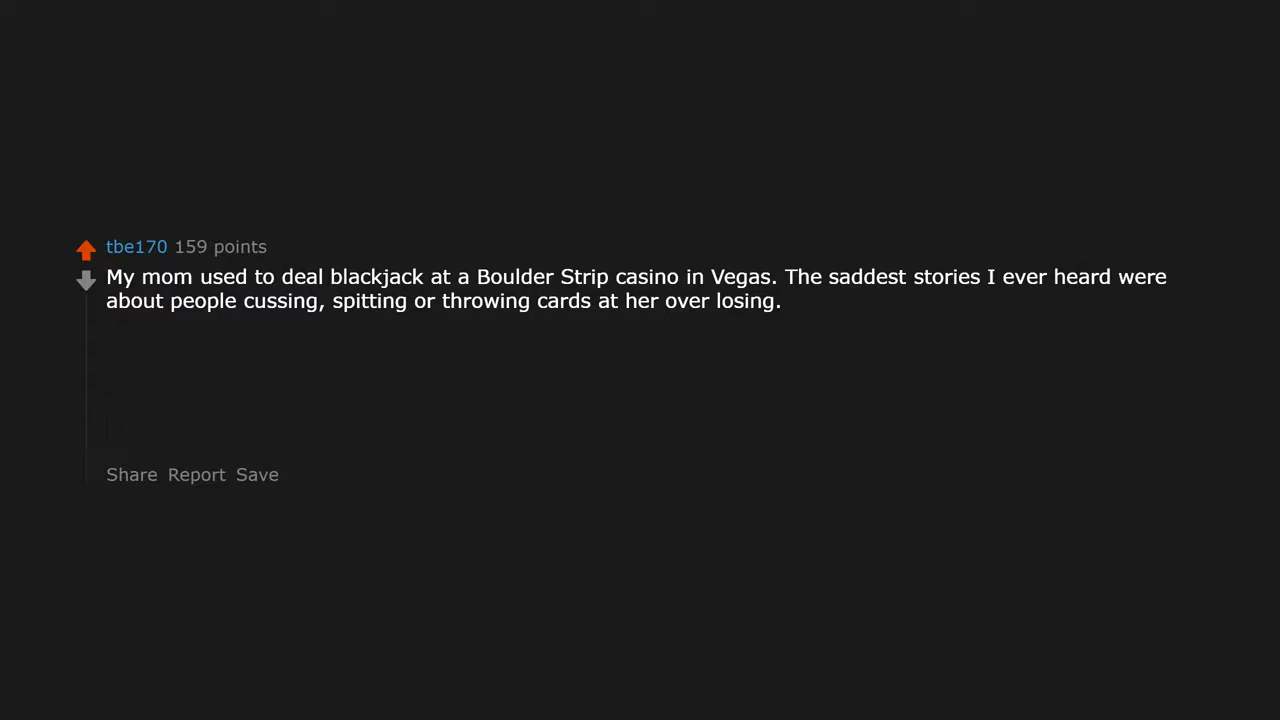 tbe170 159 points
My mom used to deal blackjack at a Boulder Strip casino in Vegas. The saddest stories I ever heard were
about people cussing, spitting or throwing cards at her over losing.
Share Report Save